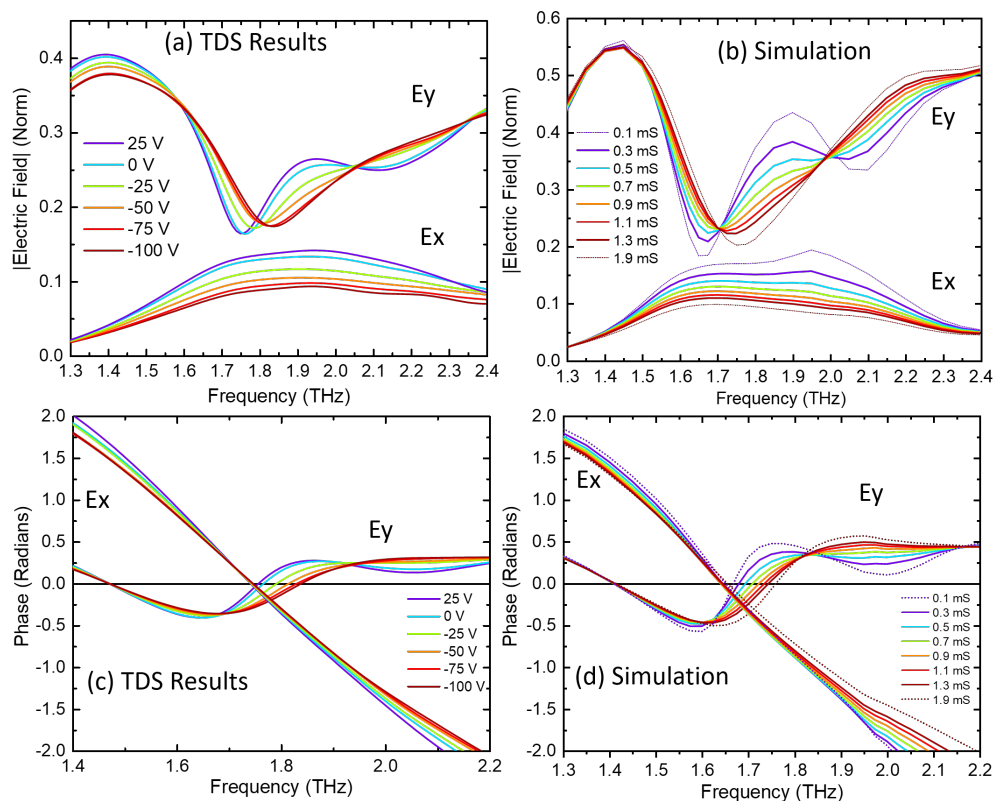 (a) TDS Results
Ey
Ex
25 V
0 V
-25 V
-50 V
-75 V
-100 V
|Electric Field| (Norm)
0.4
0.3
0.2
0.1
0.0
1.3 1.4 1.5 1.6 1.7 1.8 1.9 2.0 2.1 2.2 2.3 2.4
Frequency (THz)
(b) Simulation
Ey
Ex
0.1 mS
0.3 mS
0.5 mS
0.7 mS
0.9 mS
1.1 mS
1.3 mS
1.9 mS
|Electric Field| (Norm)
0.6
0.5
0.4
0.3
0.2
0.1
0.0
1.3 1.4 1.5 1.6 1.7 1.8 1.9 2.0 2.1 2.2 2.3 2.4
Frequency (THz)
Ex
Ey
25 V
0 V
-25 V
-50 V
-75 V
-100 V
(c) TDS Results
Phase (Radians)
2.0
1.5
1.0
0.5
0.0
-0.5
-1.0
-1.5
-2.0
1.4 1.6 1.8 2.0 2.2
Frequency (THz)
Ex
Ey
0.1 mS
0.3 mS
0.5 mS
0.7 mS
0.9 mS
1.1 mS
1.3 mS
1.9 mS
(d) Simulation
Phase (Radians)
2.0
1.5
1.0
0.5
0.0
-0.5
-1.0
-1.5
-2.0
1.3 1.4 1.5 1.6 1.7 1.8 1.9 2.0 2.1 2.2
Frequency (THz)